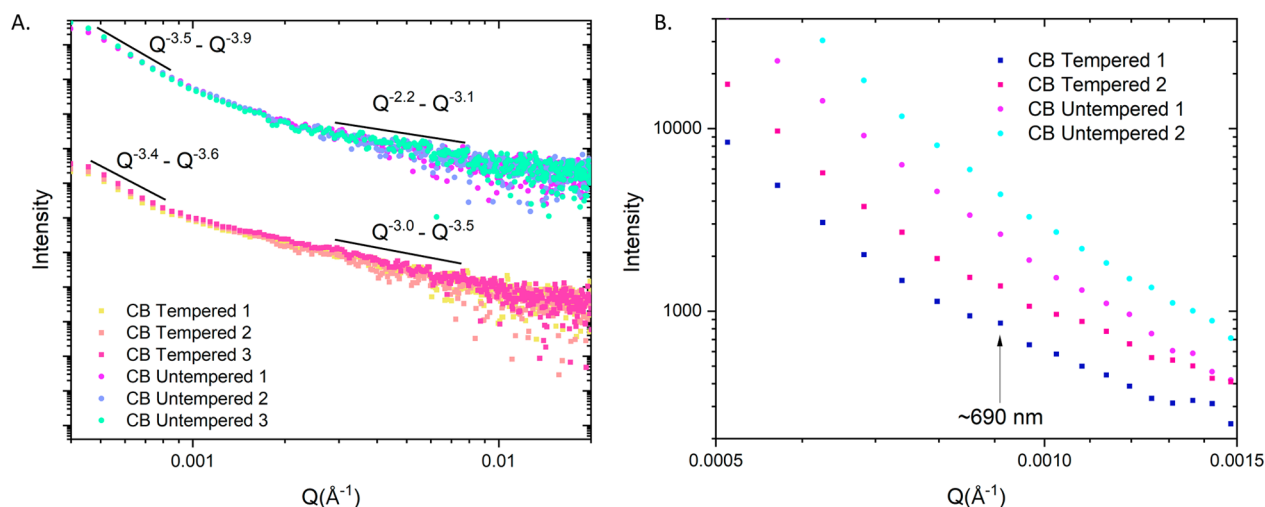 A.
Q⁻³·⁵ - Q⁻³·⁹
Q⁻²·² - Q⁻³·¹
Q⁻³·⁴ - Q⁻³·⁶
Q⁻³·⁰ - Q⁻³·⁵
Intensity
CB Tempered 1
CB Tempered 2
CB Tempered 3
CB Untempered 1
CB Untempered 2
CB Untempered 3
0.001
0.01
Q(Å⁻¹)
B.
CB Tempered 1
CB Tempered 2
CB Untempered 1
CB Untempered 2
10000
1000
Intensity
~690 nm
0.0005
0.0010
0.0015
Q(Å⁻¹)